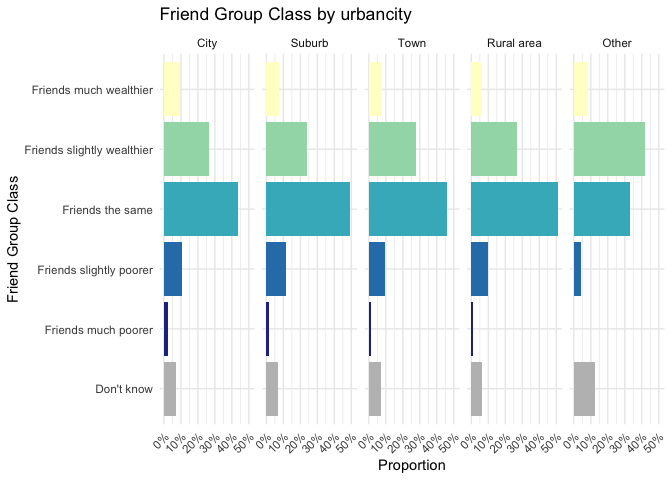 Friend Group Class by urbancity
City Suburb Town Rural area Other
Friend Group Class
Friends much wealthier
Friends slightly wealthier
Friends the same
Friends slightly poorer
Friends much poorer
Don't know
0% 10% 20% 30% 40% 50% 0% 10% 20% 30% 40% 50% 0% 10% 20% 30% 40% 50% 0% 10% 20% 30% 40% 50% 0% 10% 20% 30% 40% 50%
Proportion